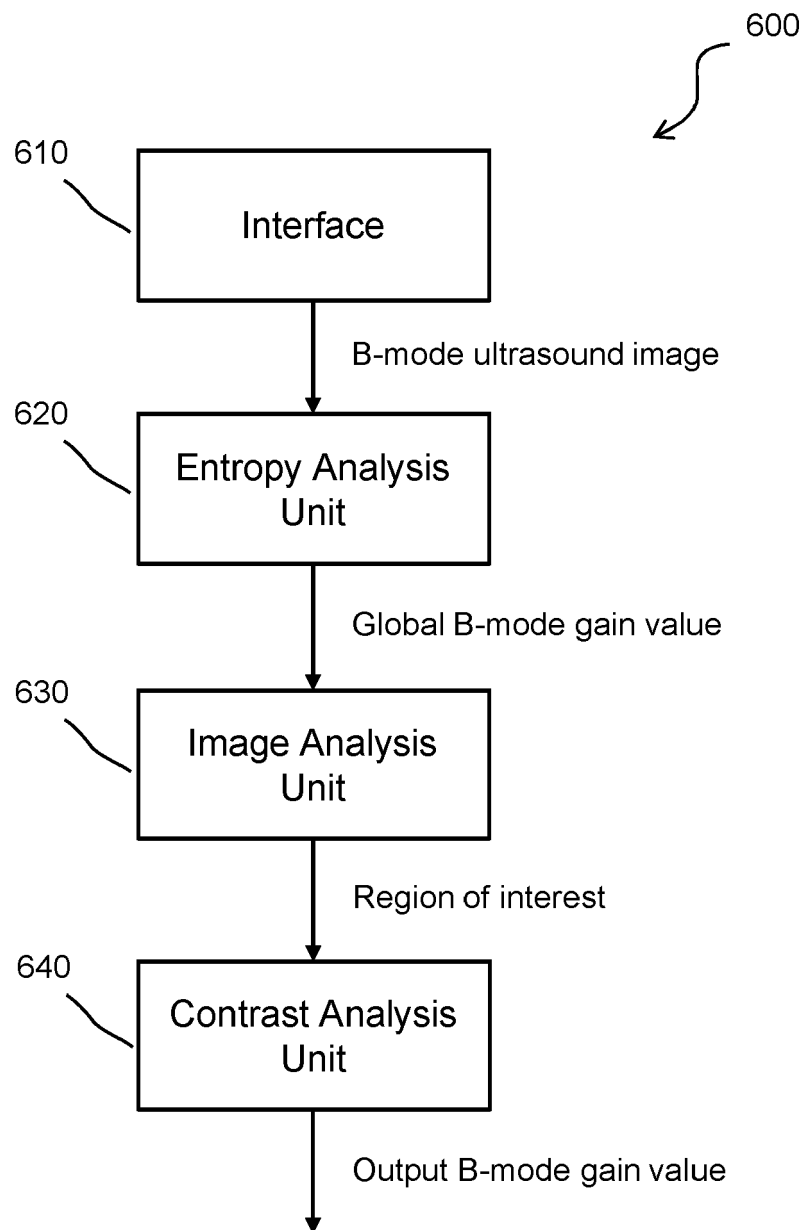 600
610
Interface
B-mode ultrasound image
620
Entropy Analysis
Unit
Global B-mode gain value
630
Image Analysis
Unit
Region of interest
640
Contrast Analysis
Unit
Output B-mode gain value